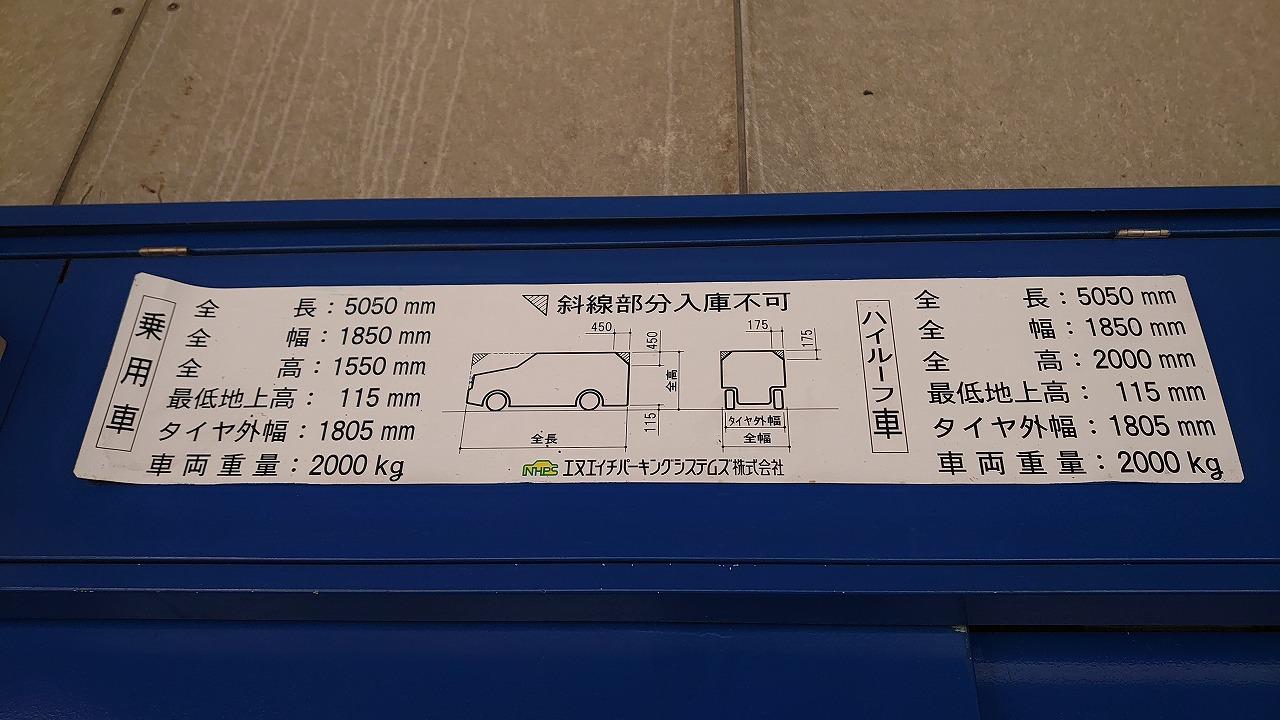 乗用車
全長：5050 mm
全幅：1850 mm
全高：1550 mm
最低地上高：115 mm
タイヤ外幅：1805 mm
車両重量：2000 kg
斜線部分入庫不可
450
450
全高
115
全長
175
175
タイヤ外幅
全幅
NHPS エヌエイチパーキングシステムズ株式会社
ハイルーフ車
全長：5050 mm
全幅：1850 mm
全高：2000 mm
最低地上高：115 mm
タイヤ外幅：1805 mm
車両重量：2000 kg